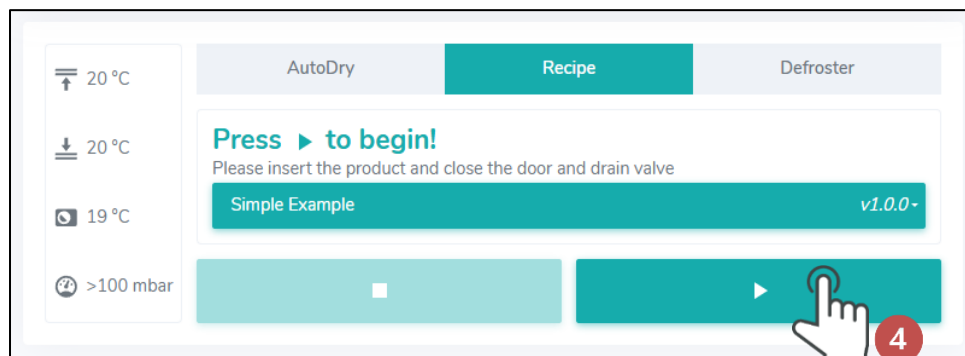 20 °C
20 °C
19 °C
>100 mbar
AutoDry
Recipe
Defroster
Press ▶ to begin!
Please insert the product and close the door and drain valve
Simple Example
v1.0.0
4